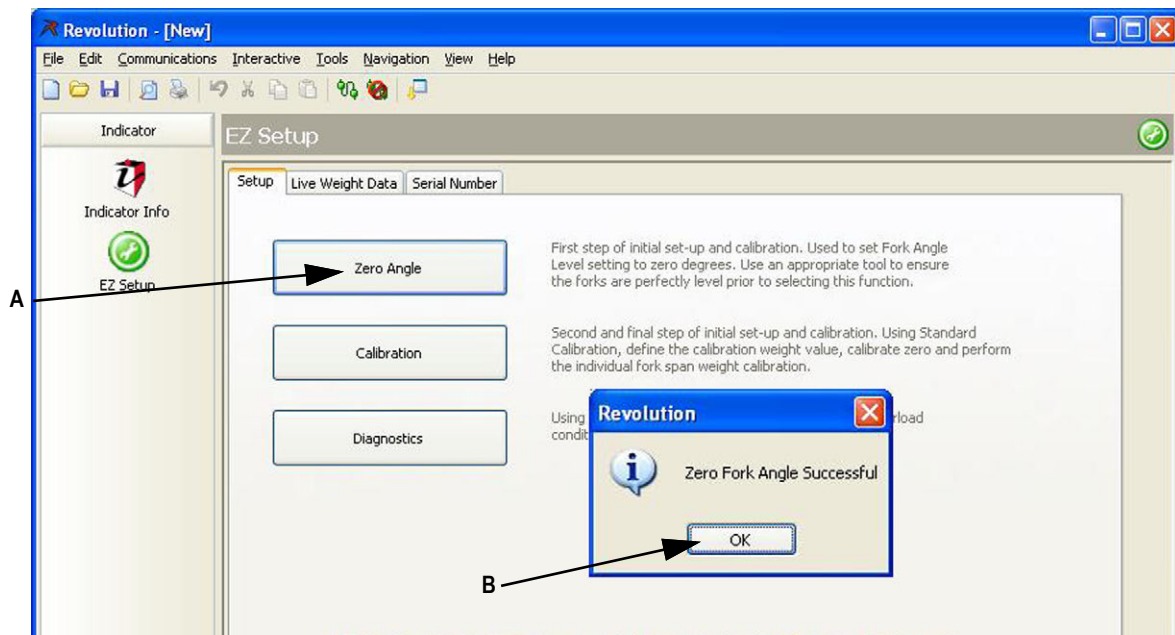 Revolution - [New]
File Edit Communications Interactive Tools Navigation View Help
Indicator
EZ Setup
Indicator Info
EZ Setup
Setup
Live Weight Data
Serial Number
Zero Angle
First step of initial set-up and calibration. Used to set Fork Angle
Level setting to zero degrees. Use an appropriate tool to ensure
the forks are perfectly level prior to selecting this function.
Calibration
Second and final step of initial set-up and calibration. Using Standard
Calibration, define the calibration weight value, calibrate zero and perform
the individual fork span weight calibration.
Diagnostics
Using
Revolution
Zero Fork Angle Successful
OK
A
B